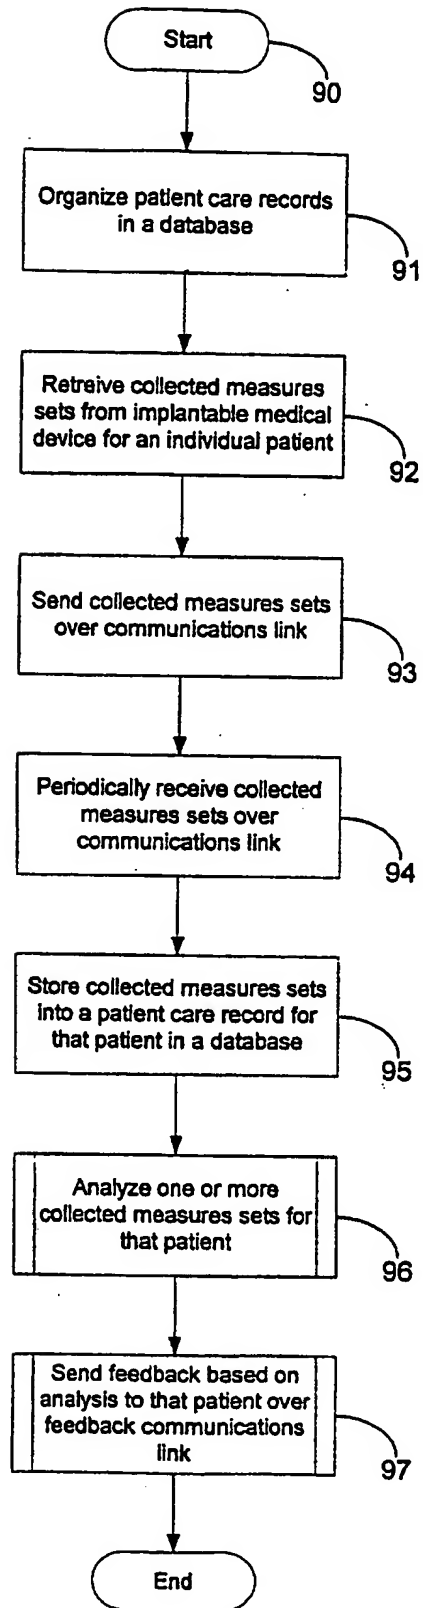 Start
90
Organize patient care records
in a database
91
Retreive collected measures
sets from implantable medical
device for an individual patient
92
Send collected measures sets
over communications link
93
Periodically receive collected
measures sets over
communications link
94
Store collected measures sets
into a patient care record for
that patient in a database
95
Analyze one or more
collected measures sets for
that patient
96
Send feedback based on
analysis to that patient over
feedback communications
link
97
End